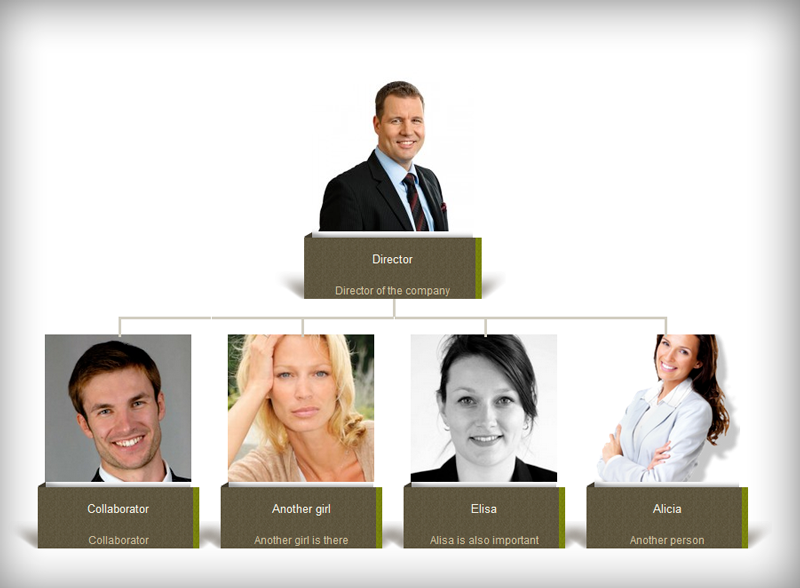 Director
Director of the company
Collaborator
Collaborator
Another girl
Another girl is there
Elisa
Alisa is also important
Alicia
Another person